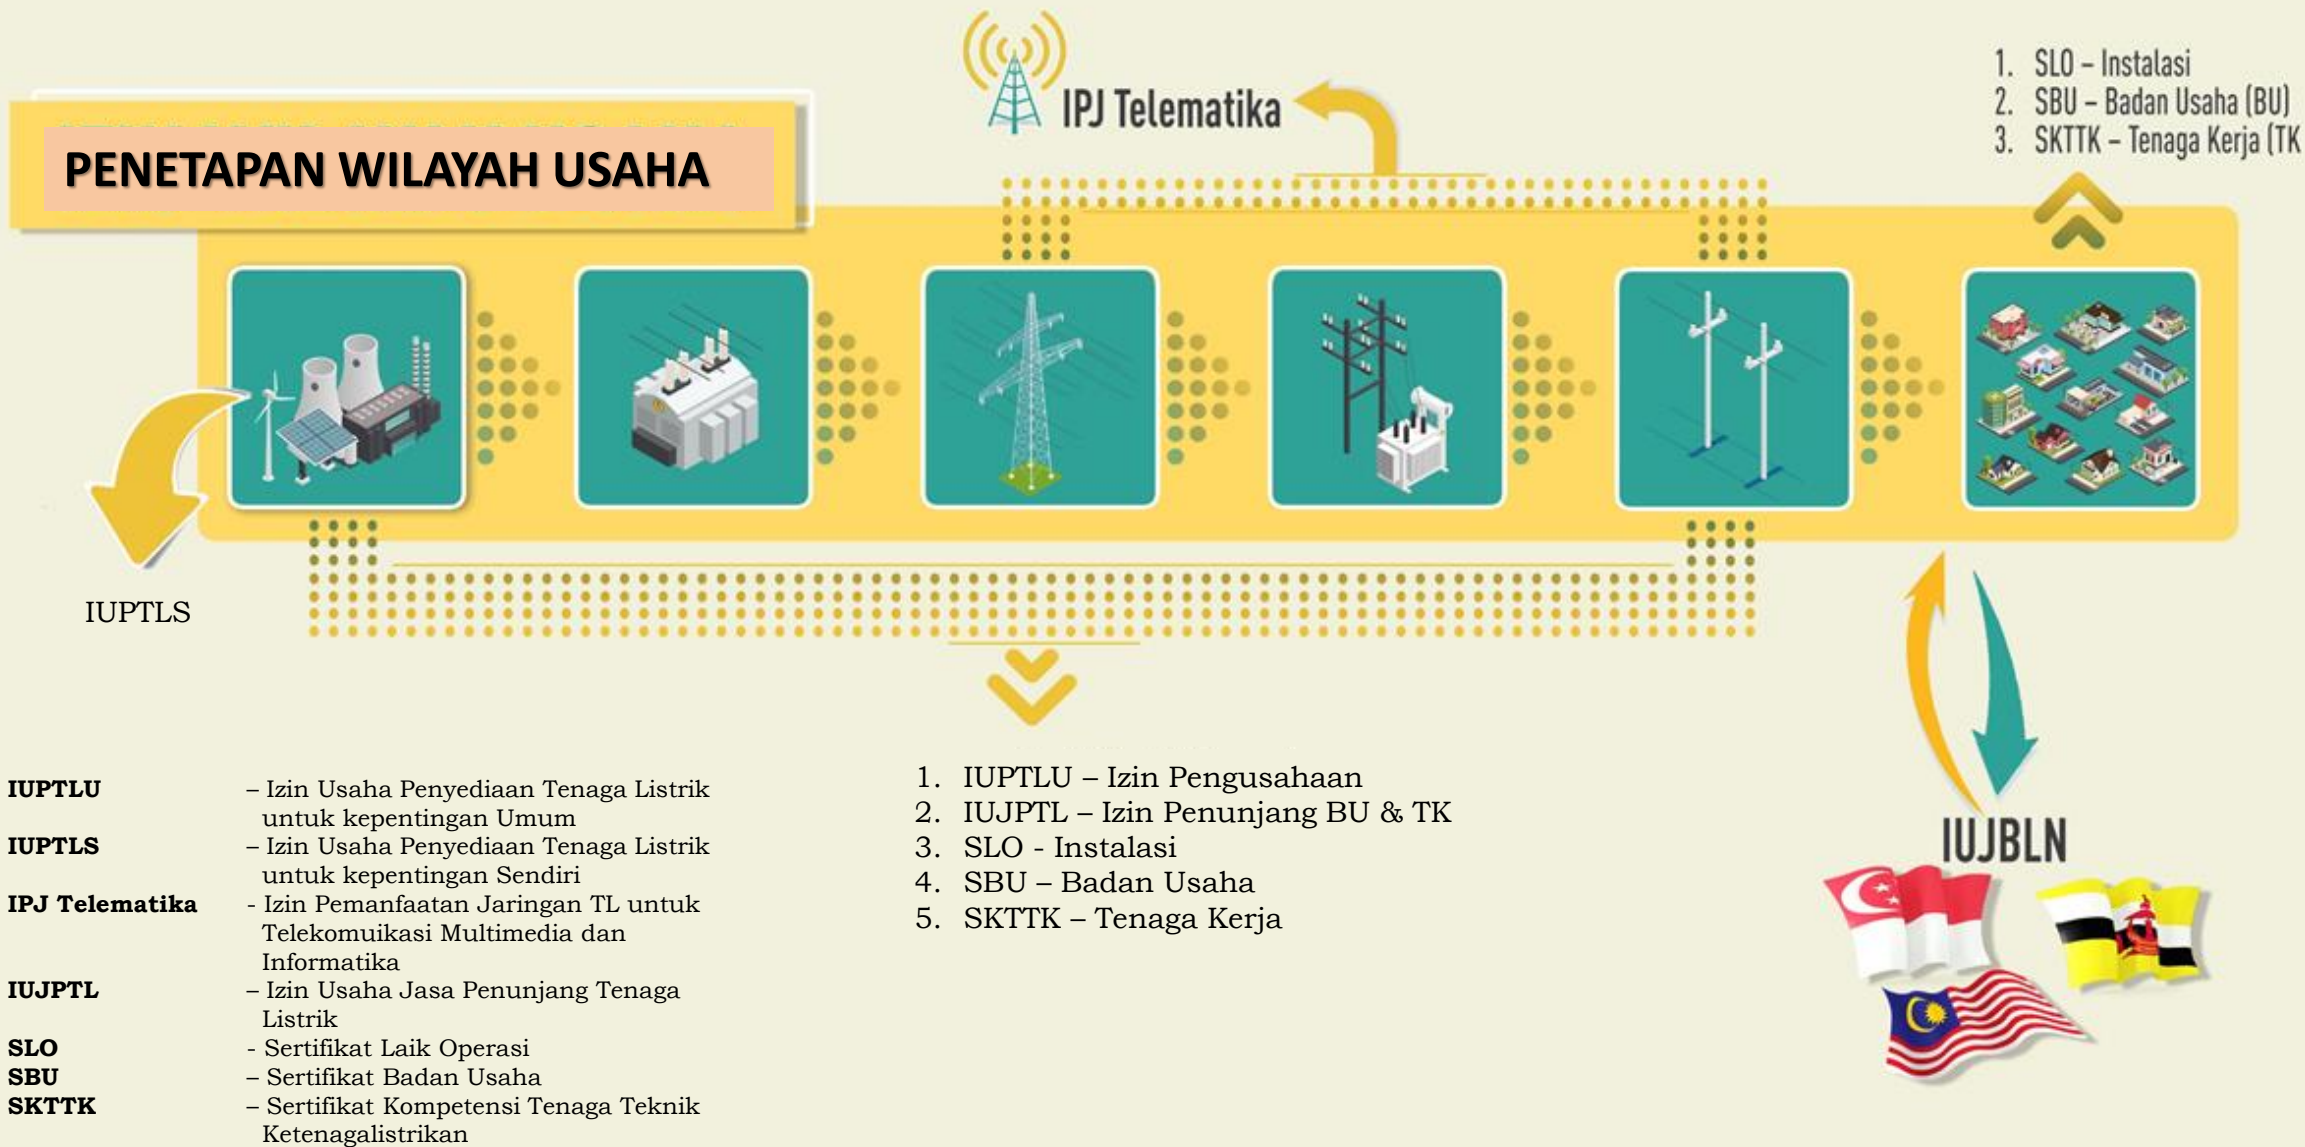 IPJ Telematika
1. SLO – Instalasi
2. SBU – Badan Usaha (BU)
3. SKTTK – Tenaga Kerja (TK
PENETAPAN WILAYAH USAHA
IUPTLS
IUPTLU – Izin Usaha Penyediaan Tenaga Listrik
untuk kepentingan Umum
IUPTLS – Izin Usaha Penyediaan Tenaga Listrik
untuk kepentingan Sendiri
IPJ Telematika - Izin Pemanfaatan Jaringan TL untuk
Telekomuikasi Multimedia dan
Informatika
IUJPTL – Izin Usaha Jasa Penunjang Tenaga
Listrik
SLO - Sertifikat Laik Operasi
SBU – Sertifikat Badan Usaha
SKTTK – Sertifikat Kompetensi Tenaga Teknik
Ketenagalistrikan
1. IUPTLU – Izin Pengusahaan
2. IUJPTL – Izin Penunjang BU & TK
3. SLO - Instalasi
4. SBU – Badan Usaha
5. SKTTK – Tenaga Kerja
IUJBLN